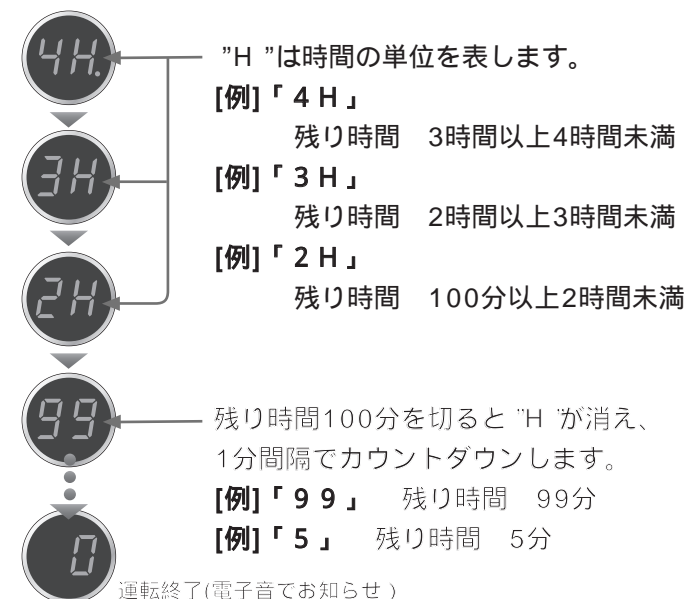 4H.
”H ”は時間の単位を表します。
[例]「４Ｈ」
残り時間　3時間以上4時間未満
3H
[例]「３Ｈ」
残り時間　2時間以上3時間未満
2H
[例]「２Ｈ」
残り時間　100分以上2時間未満
99
残り時間100分を切ると ”H ”が消え、
1分間隔でカウントダウンします。
[例]「９９」　残り時間　99分
[例]「５」　残り時間　5分
0
運転終了(電子音でお知らせ )